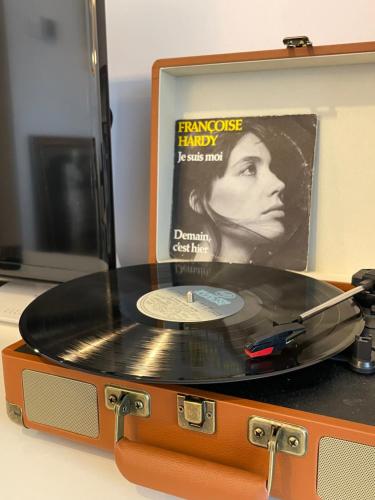 FRANÇOISE
HARDY
Je suis moi
Demain,
c'est hier